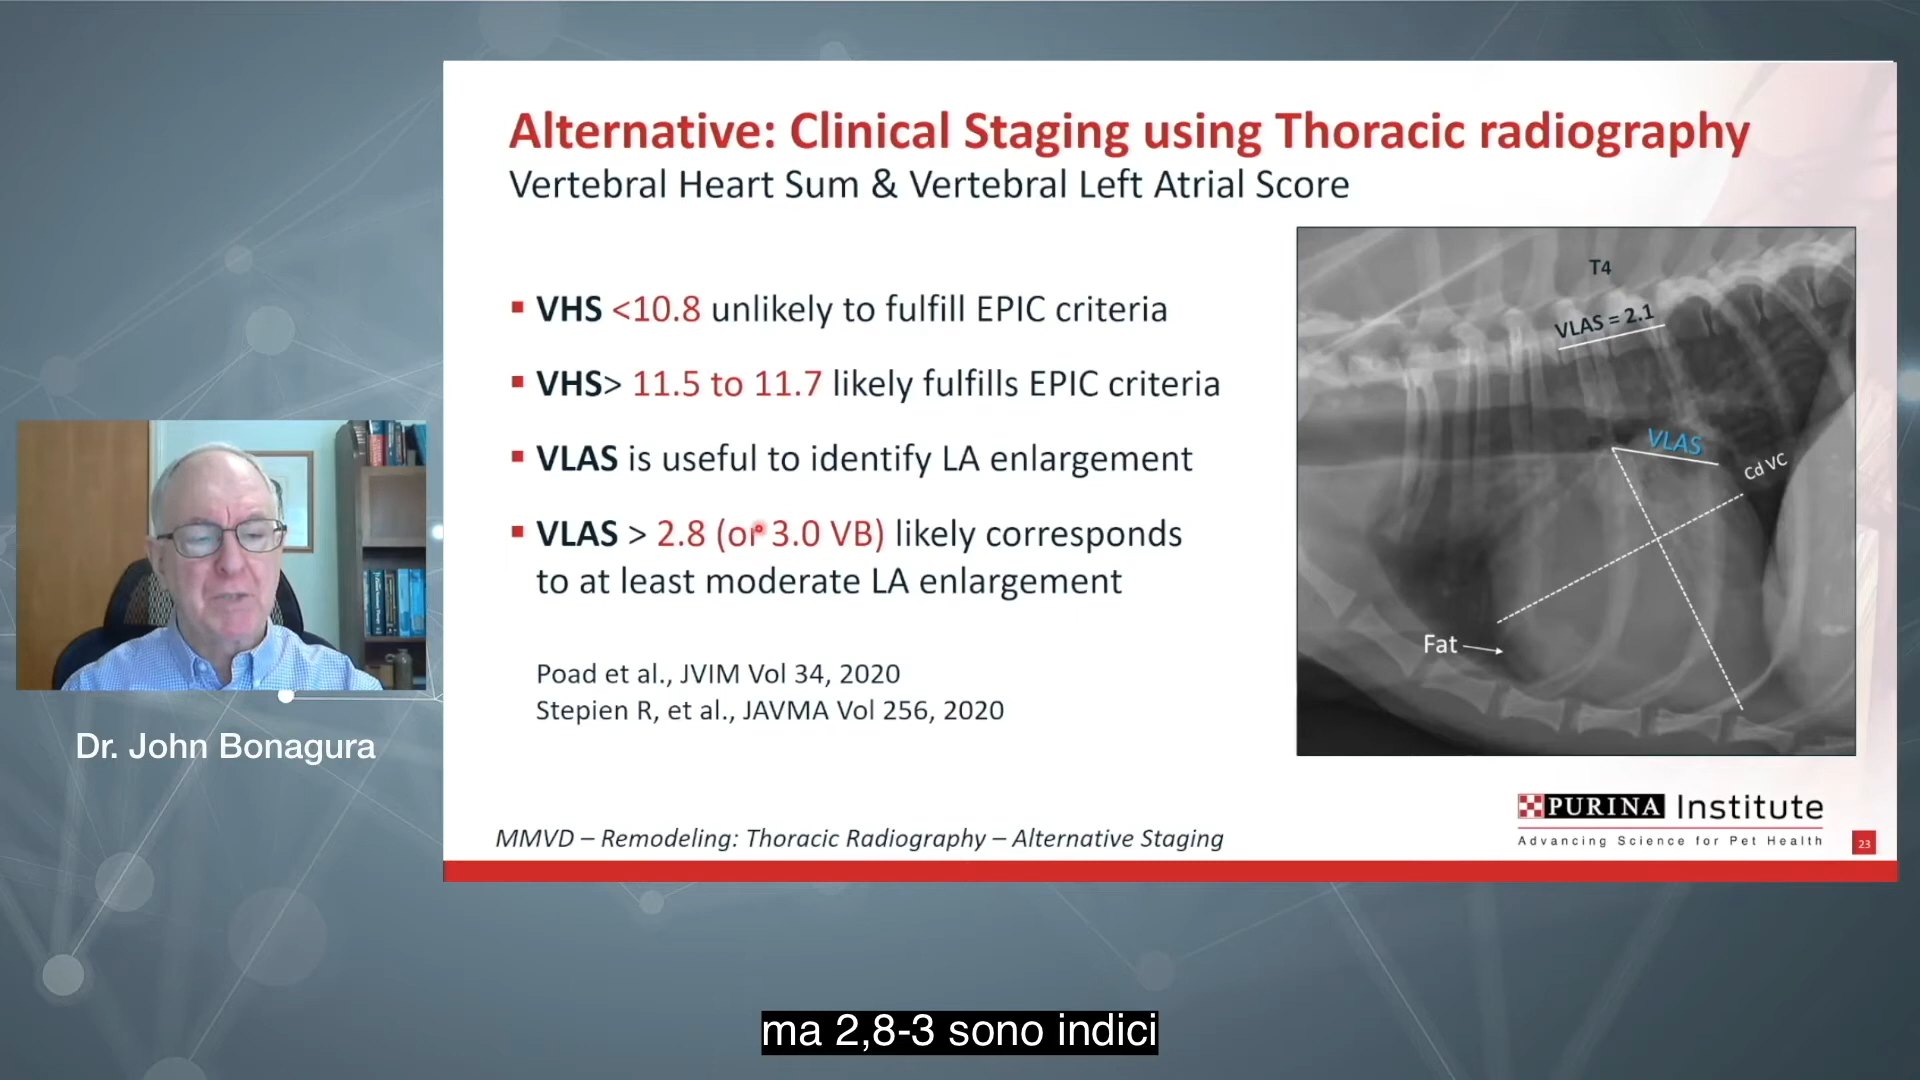 Alternative: Clinical Staging using Thoracic radiography
Vertebral Heart Sum & Vertebral Left Atrial Score
▪ VHS <10.8 unlikely to fulfill EPIC criteria
▪ VHS> 11.5 to 11.7 likely fulfills EPIC criteria
▪ VLAS is useful to identify LA enlargement
▪ VLAS > 2.8 (or 3.0 VB) likely corresponds
to at least moderate LA enlargement
Poad et al., JVIM Vol 34, 2020
Stepien R, et al., JAVMA Vol 256, 2020
T4
VLAS = 2.1
VLAS
Cd VC
Fat
Dr. John Bonagura
PURINA Institute
Advancing Science for Pet Health
MMVD – Remodeling: Thoracic Radiography – Alternative Staging
23
ma 2,8-3 sono indici